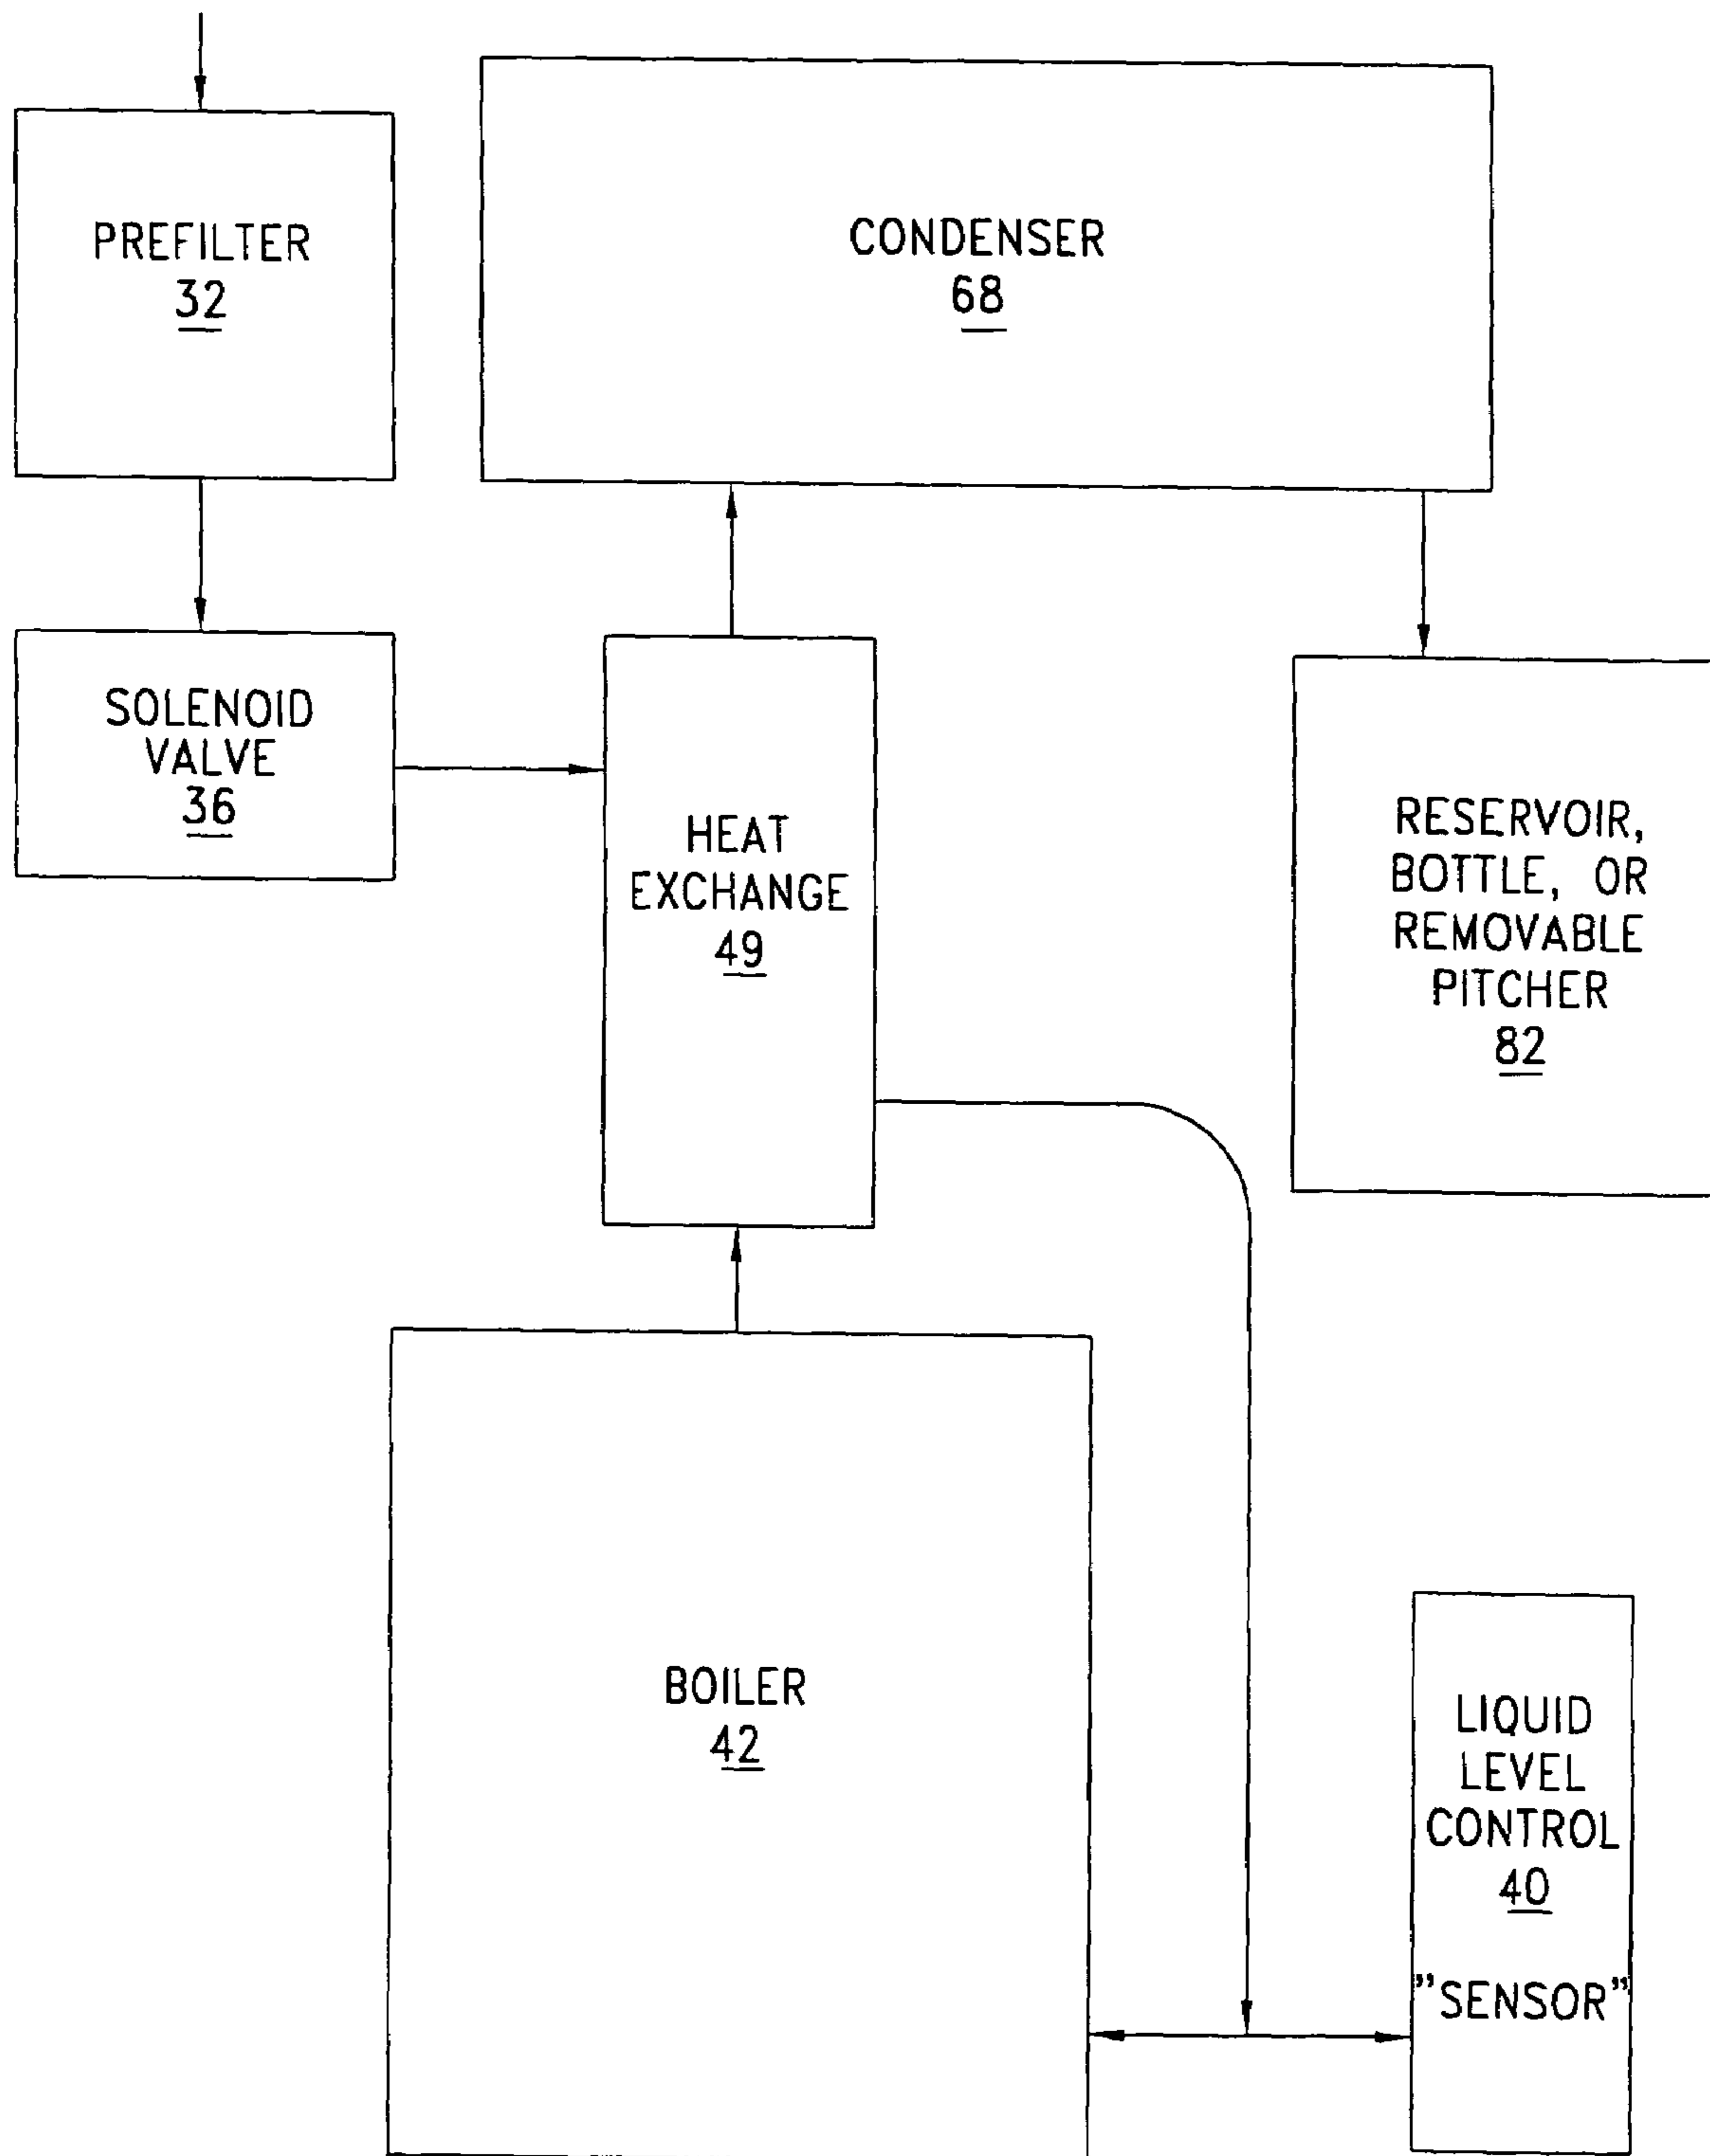 PREFILTER
32
CONDENSER
68
SOLENOID
VALVE
36
HEAT
EXCHANGE
49
RESERVOIR,
BOTTLE, OR
REMOVABLE
PITCHER
82
BOILER
42
LIQUID
LEVEL
CONTROL
40
"SENSOR"